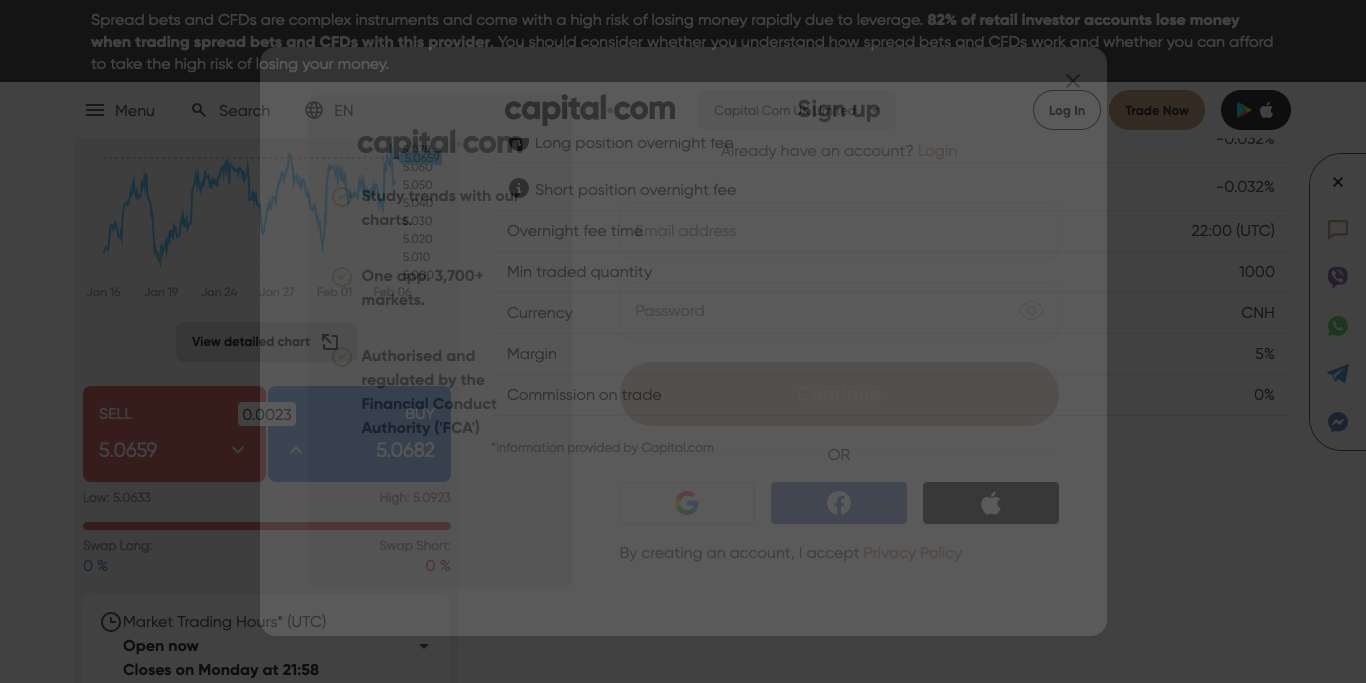 Spread bets and CFDs are complex instruments and come with a high risk of losing money rapidly due to leverage. 82% of retail investor accounts lose money
when trading spread bets and CFDs with this provider. You should consider whether you understand how spread bets and CFDs work and whether you can afford
to take the high risk of losing your money.
Menu
Search
EN
capital.com
Capital Com UK Limited
Log In
Trade Now
capital.com
Sign up
Already have an account? Login
Study trends with our
charts.
One app. 3,700+
markets.
Authorised and
regulated by the
Financial Conduct
Authority ('FCA')
Email address
Password
Continue
OR
By creating an account, I accept Privacy Policy
5.070
5.0659
5.060
5.050
5.040
5.030
5.020
5.010
5.000
Jan 16
Jan 19
Jan 24
Jan 27
Feb 01
Feb 06
View detailed chart
SELL
5.0659
0.0023
BUY
5.0682
Low: 5.0633
High: 5.0923
Swap Long:
0 %
Swap Short:
0 %
Market Trading Hours* (UTC)
Open now
Closes on Monday at 21:58
Long position overnight fee
-0.032%
Short position overnight fee
-0.032%
Overnight fee time
22:00 (UTC)
Min traded quantity
1000
Currency
CNH
Margin
5%
Commission on trade
0%
*Information provided by Capital.com